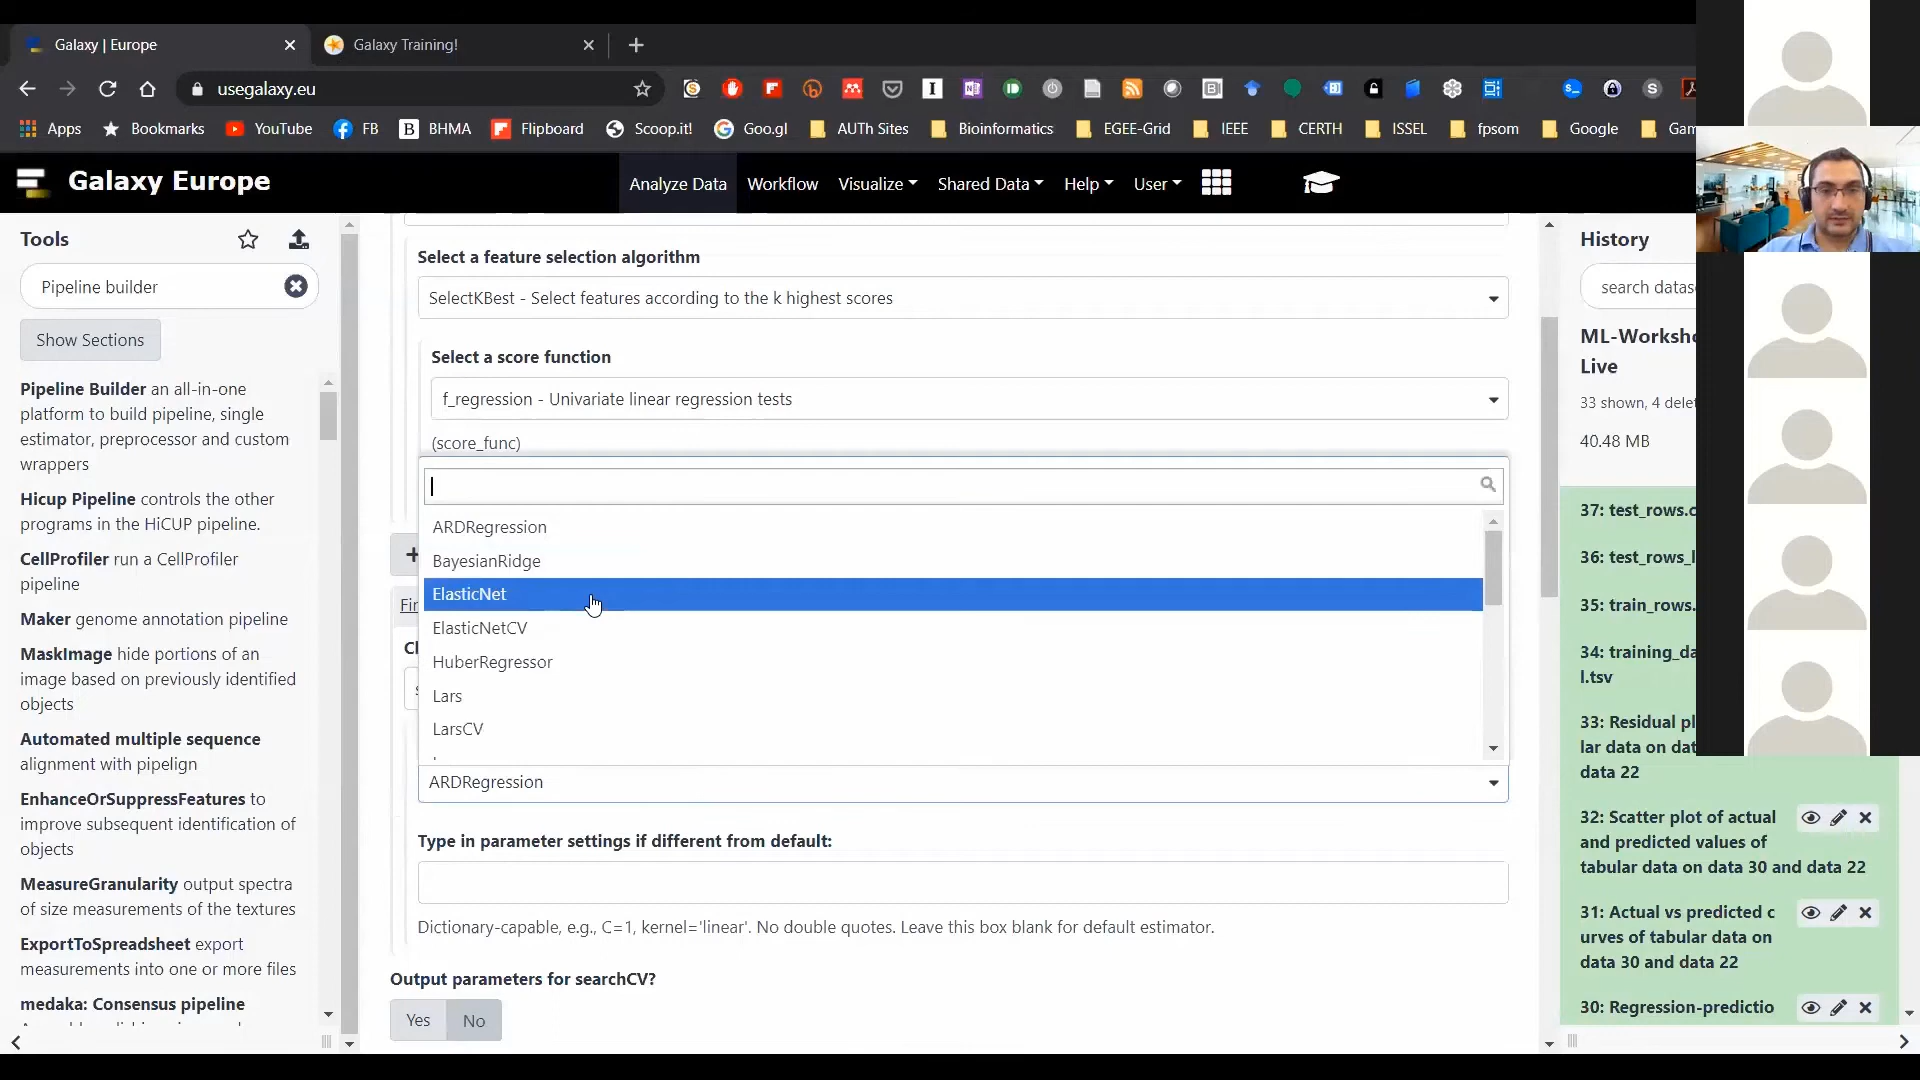 Galaxy | Europe
Galaxy Training!
usegalaxy.eu
Apps
Bookmarks
YouTube
FB
BHMA
Flipboard
Scoop.it!
Goo.gl
AUTh Sites
Bioinformatics
EGEE-Grid
IEEE
CERTH
ISSEL
fpsom
Google
Gam
Galaxy Europe
Analyze Data
Workflow
Visualize
Shared Data
Help
User
Tools
Pipeline builder
Show Sections
Pipeline Builder an all-in-one
platform to build pipeline, single
estimator, preprocessor and custom
wrappers
Hicup Pipeline controls the other
programs in the HiCUP pipeline.
CellProfiler run a CellProfiler
pipeline
Maker genome annotation pipeline
MaskImage hide portions of an
image based on previously identified
objects
Automated multiple sequence
alignment with pipelign
EnhanceOrSuppressFeatures to
improve subsequent identification of
objects
MeasureGranularity output spectra
of size measurements of the textures
ExportToSpreadsheet export
measurements into one or more files
medaka: Consensus pipeline
Select a feature selection algorithm
SelectKBest - Select features according to the k highest scores
Select a score function
f_regression - Univariate linear regression tests
(score_func)
ARDRegression
BayesianRidge
ElasticNet
ElasticNetCV
HuberRegressor
Lars
LarsCV
Fir
ARDRegression
Type in parameter settings if different from default:
Dictionary-capable, e.g., C=1, kernel='linear'. No double quotes. Leave this box blank for default estimator.
Output parameters for searchCV?
Yes
No
History
search datas
ML-Worksho
Live
33 shown, 4 delet
40.48 MB
37: test_rows.c
36: test_rows_l
35: train_rows.
34: training_da
l.tsv
33: Residual pl
lar data on dat
data 22
32: Scatter plot of actual
and predicted values of
tabular data on data 30 and data 22
31: Actual vs predicted c
urves of tabular data on
data 30 and data 22
30: Regression-predictio